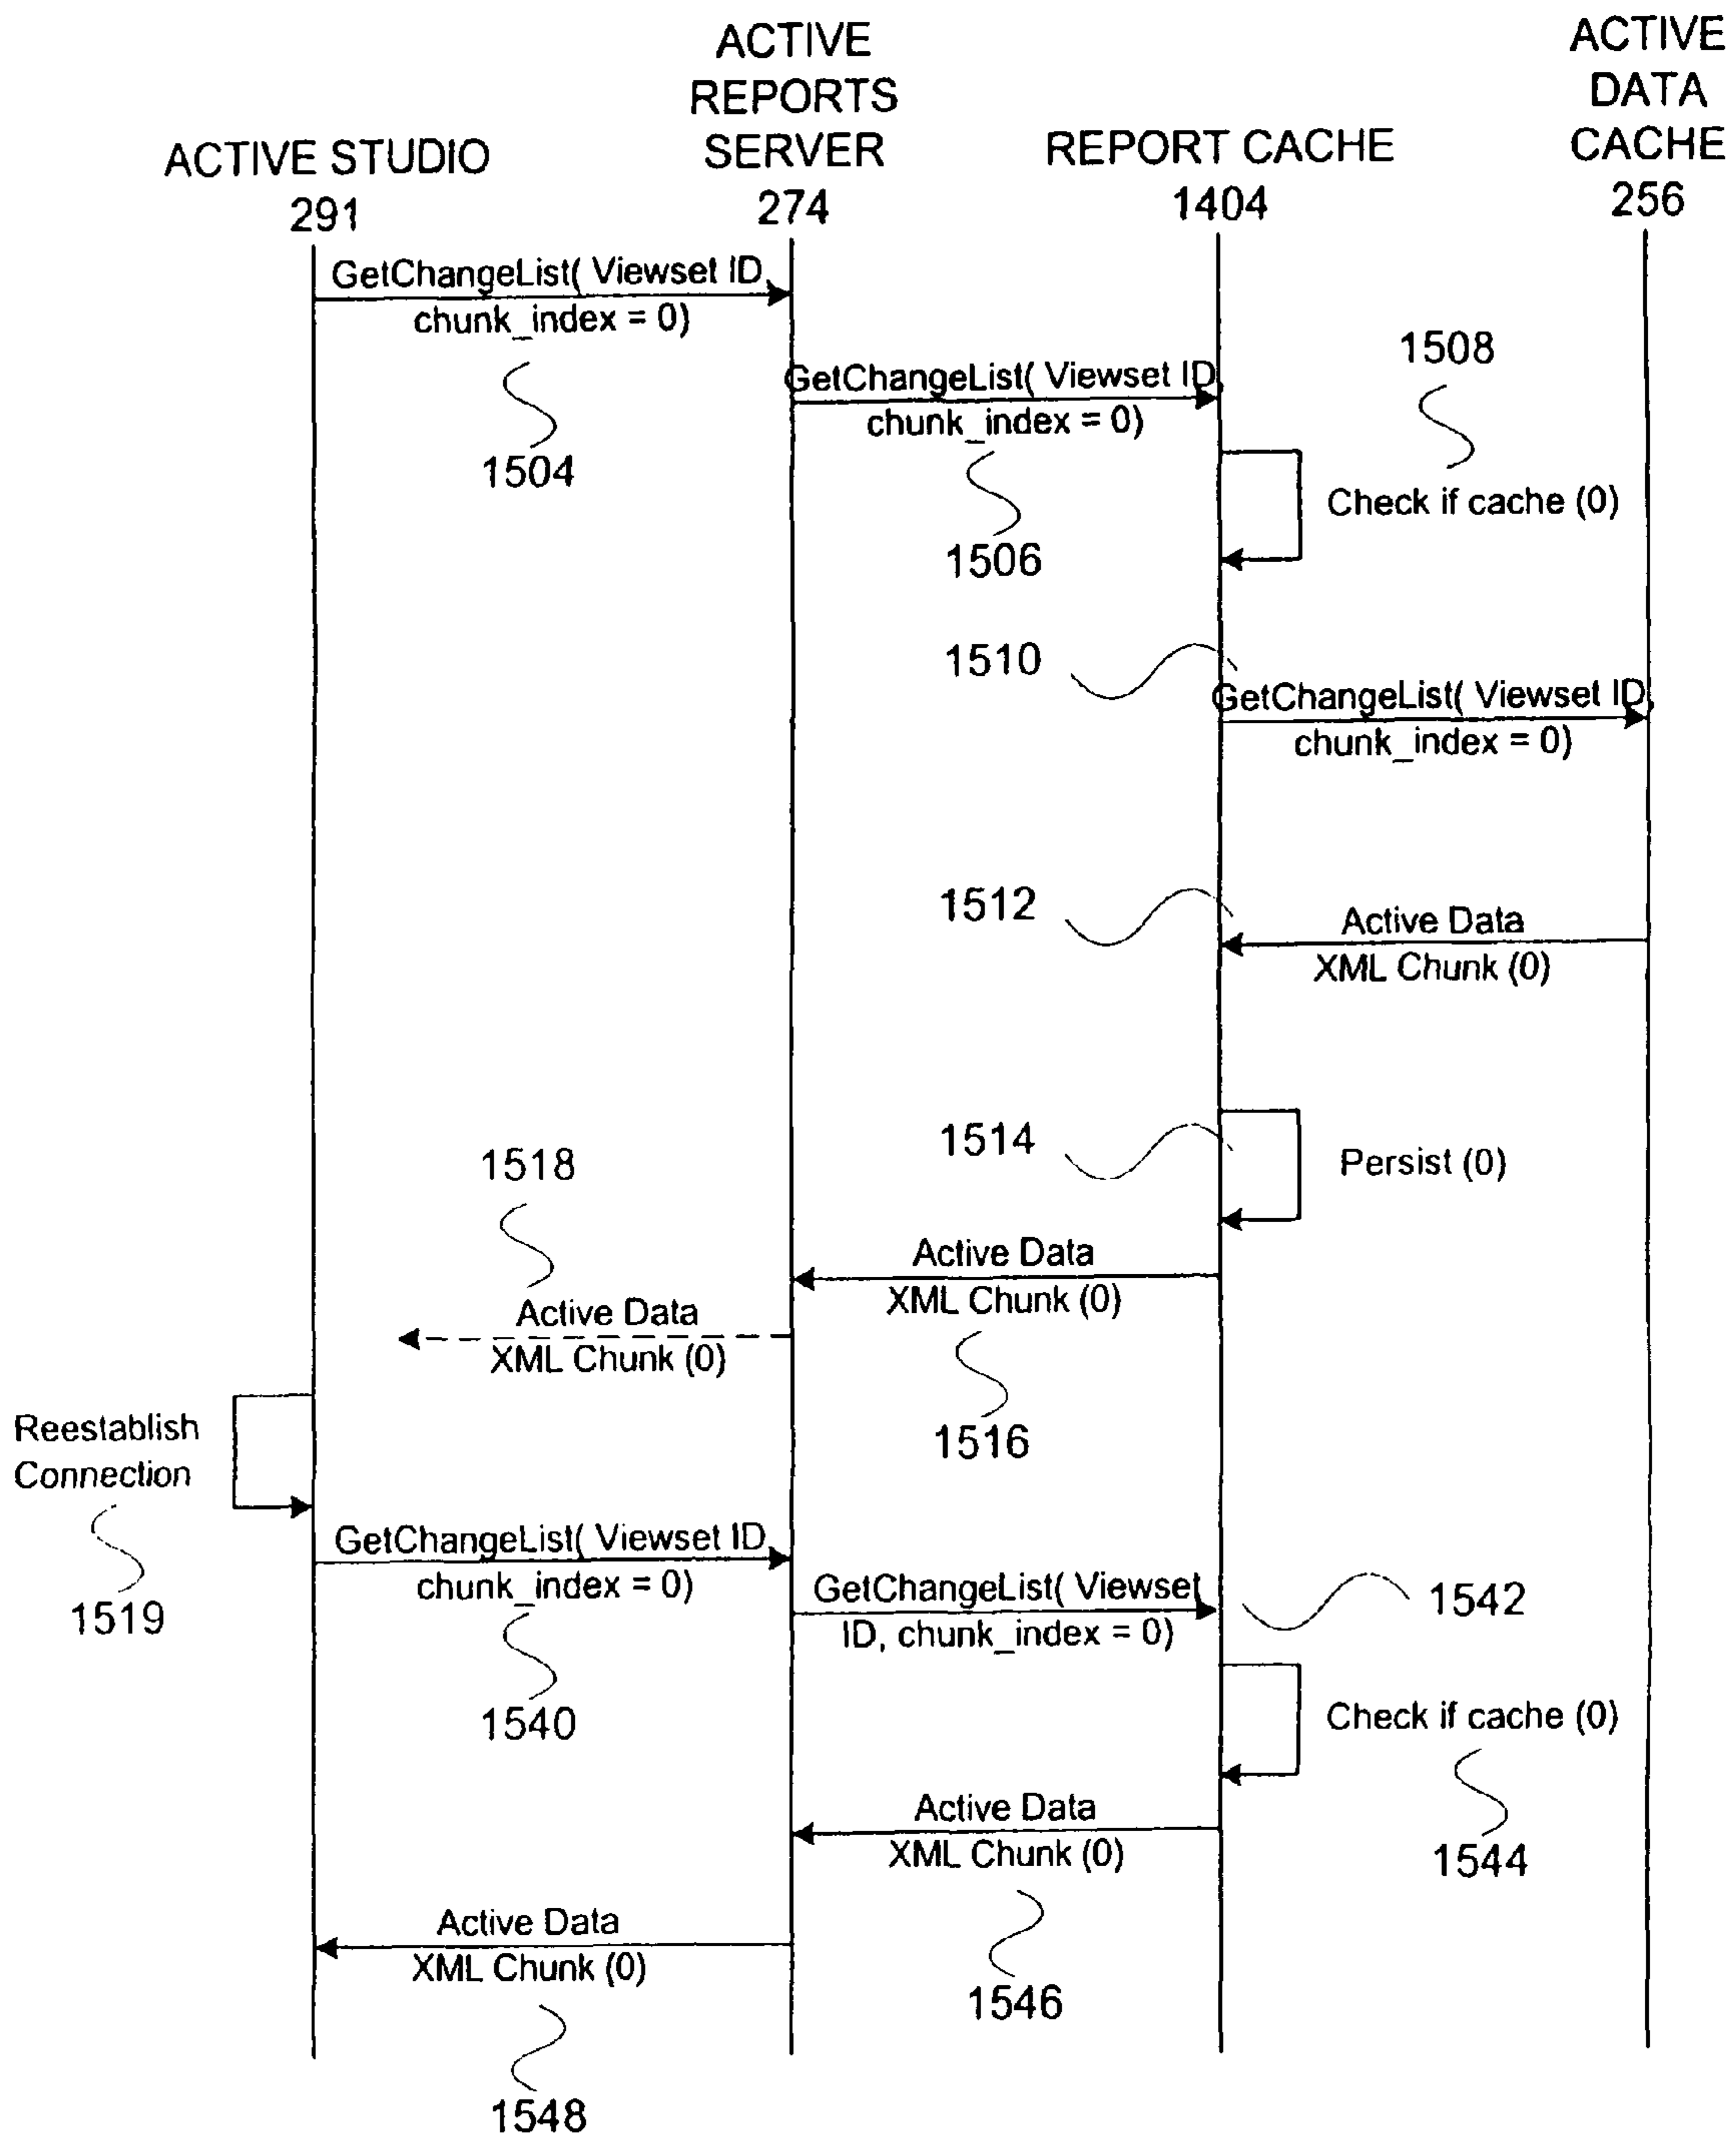 ACTIVE STUDIO
291
ACTIVE
REPORTS
SERVER
274
REPORT CACHE
1404
ACTIVE
DATA
CACHE
256
GetChangeList( Viewset ID,
chunk_index = 0)
1504
GetChangeList( Viewset ID,
chunk_index = 0)
1506
1508
Check if cache (0)
1510
GetChangeList( Viewset ID,
chunk_index = 0)
1512
Active Data
XML Chunk (0)
1514
Persist (0)
Active Data
XML Chunk (0)
1516
1518
Active Data
XML Chunk (0)
Reestablish
Connection
1519
GetChangeList( Viewset ID,
chunk_index = 0)
1540
GetChangeList( Viewset
ID, chunk_index = 0)
1542
Check if cache (0)
1544
Active Data
XML Chunk (0)
1546
Active Data
XML Chunk (0)
1548